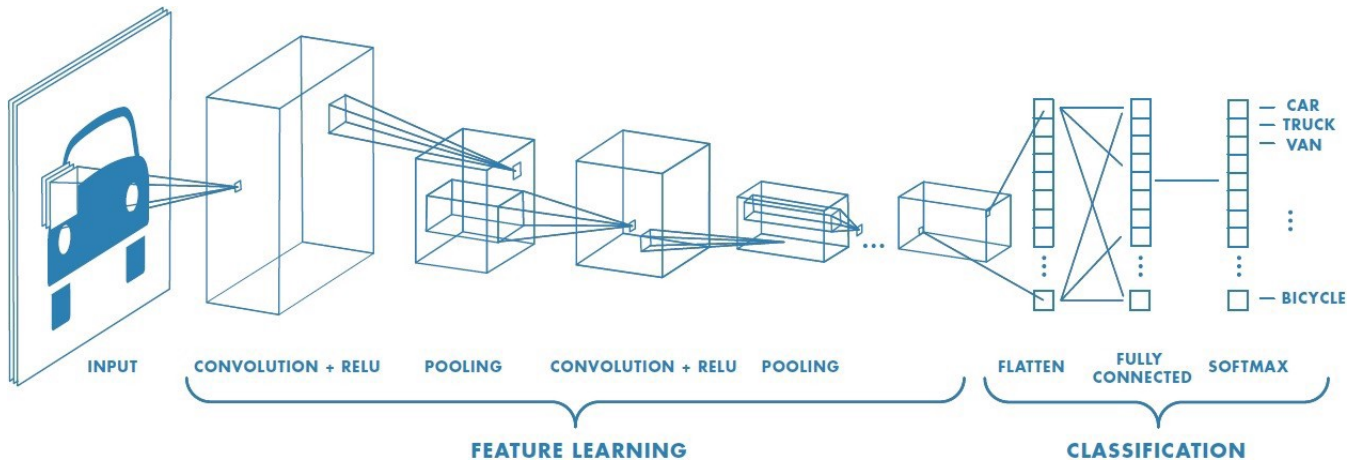 CAR
TRUCK
VAN
BICYCLE
INPUT
CONVOLUTION + RELU
POOLING
CONVOLUTION + RELU
POOLING
FLATTEN
FULLY
CONNECTED
SOFTMAX
FEATURE LEARNING
CLASSIFICATION